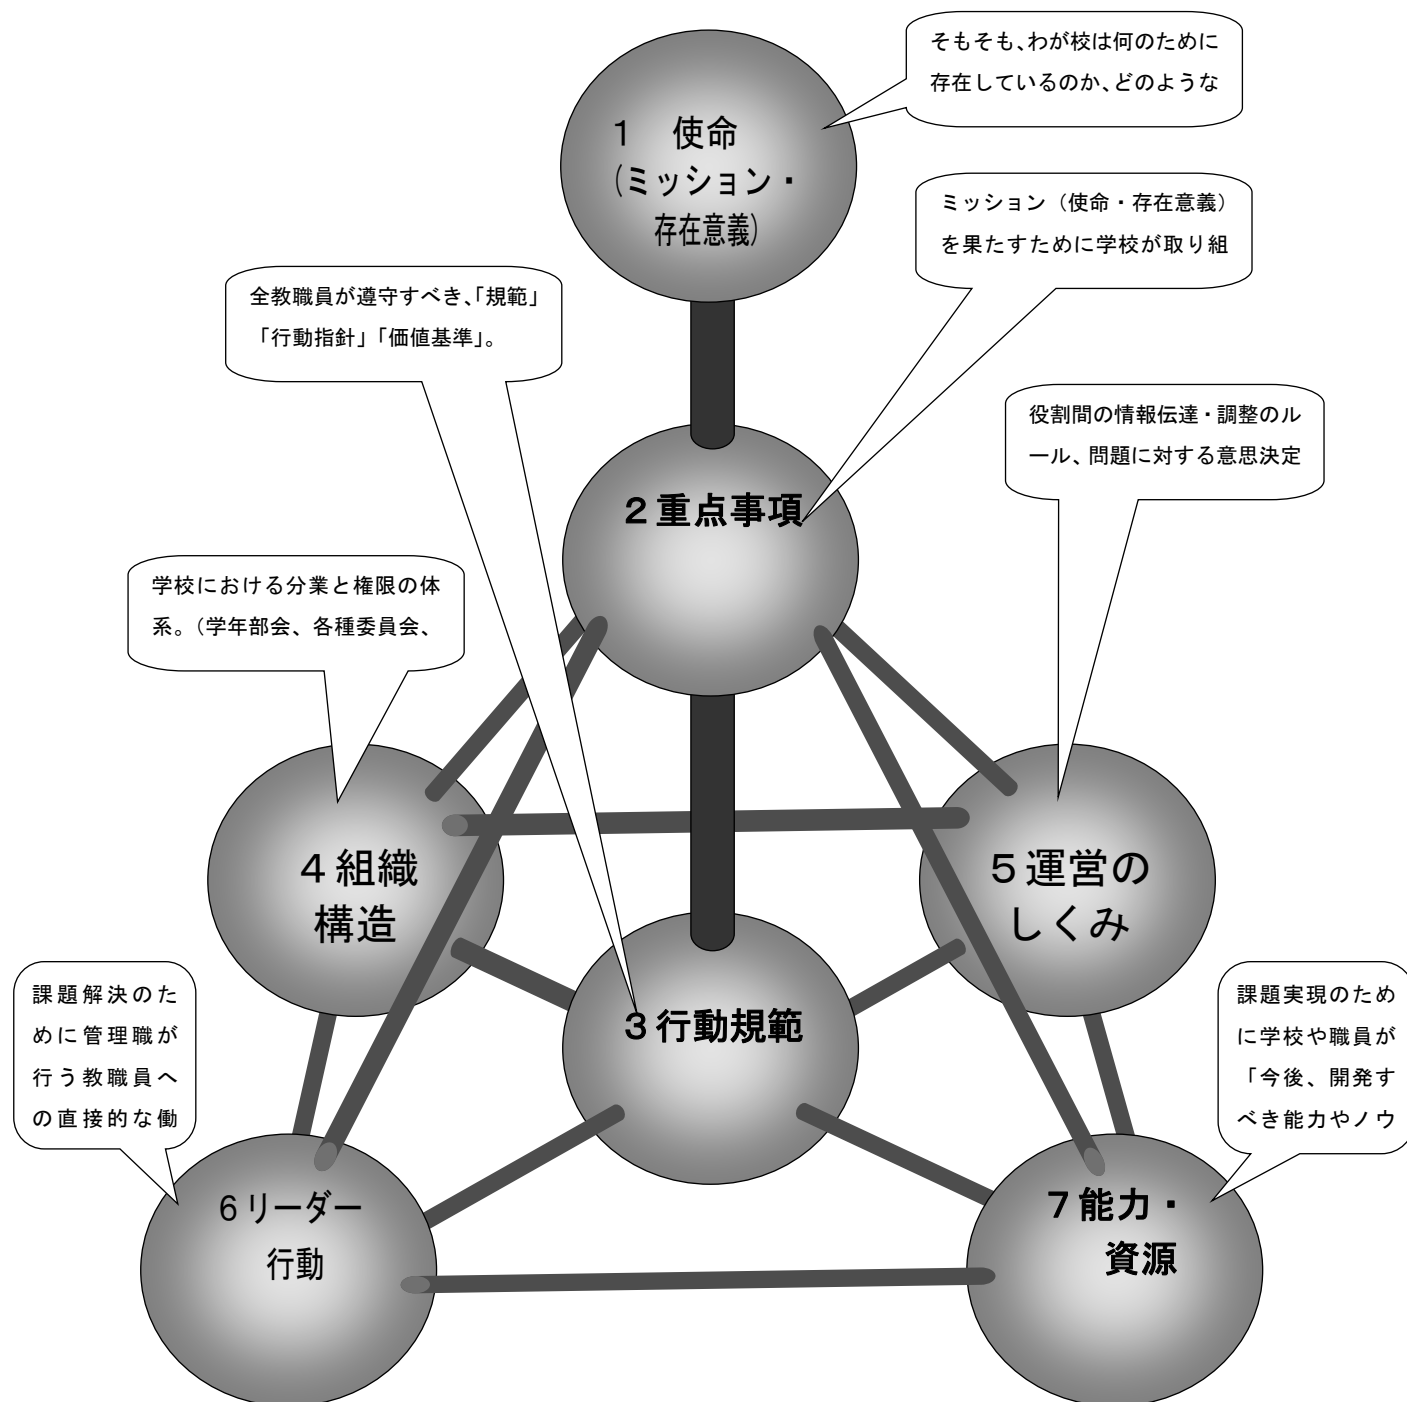 そもそも、わが校は何のために
存在しているのか、どのような
1　使命
（ミッション・
存在意義）
ミッション（使命・存在意義）
を果たすために学校が取り組
全教職員が遵守すべき、「規範」
「行動指針」「価値基準」。
役割間の情報伝達・調整のル
ール、問題に対する意思決定
２重点事項
学校における分業と権限の体
系。（学年部会、各種委員会、
４組織
構造
５運営の
しくみ
課題解決のた
めに管理職が
行う教職員へ
の直接的な働
３行動規範
課題実現のため
に学校や職員が
「今後、開発す
べき能力やノウ
６リーダー
行動
７能力・
資源